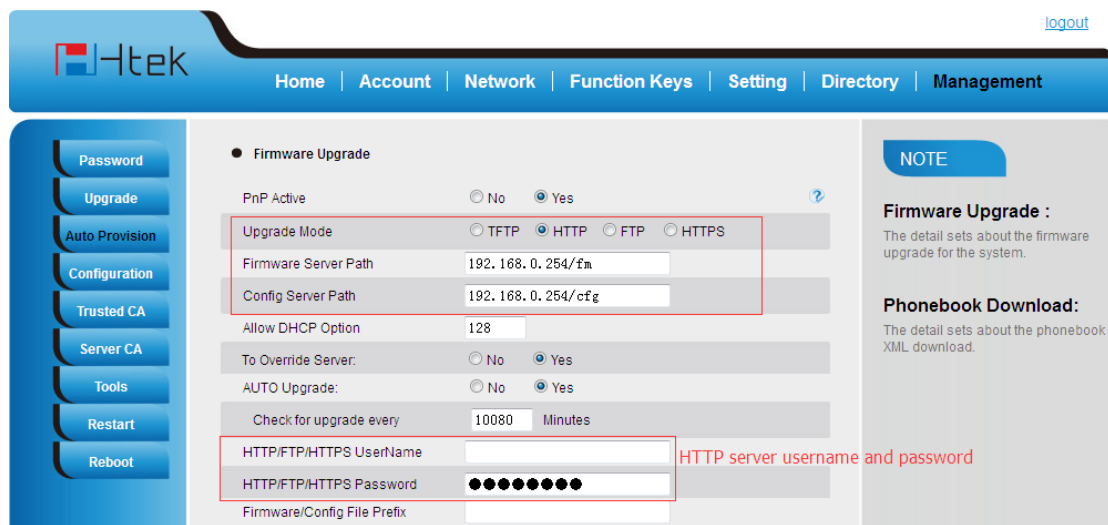 logout
Htek
Home Account Network Function Keys Setting Directory Management
Password
Upgrade
Auto Provision
Configuration
Trusted CA
Server CA
Tools
Restart
Reboot
Firmware Upgrade
PnP Active No Yes
Upgrade Mode TFTP HTTP FTP HTTPS
Firmware Server Path 192.168.0.254/fm
Config Server Path 192.168.0.254/cfg
Allow DHCP Option 128
To Override Server: No Yes
AUTO Upgrade: No Yes
Check for upgrade every 10080 Minutes
HTTP/FTP/HTTPS UserName
HTTP/FTP/HTTPS Password ●●●●●●●●
HTTP server username and password
Firmware/Config File Prefix
NOTE
Firmware Upgrade :
The detail sets about the firmware
upgrade for the system.
Phonebook Download:
The detail sets about the phonebook
XML download.